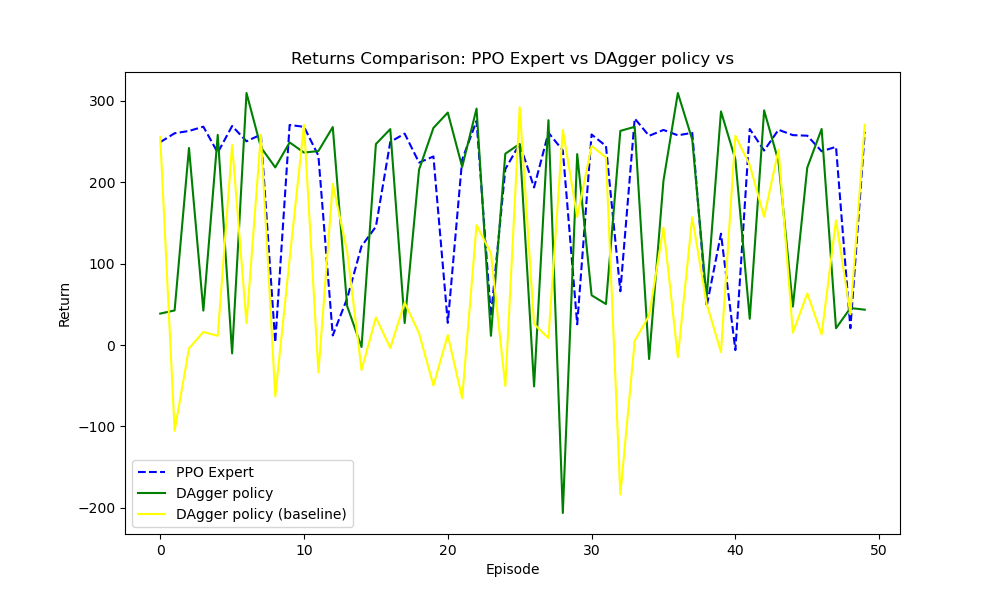 Returns Comparison: PPO Expert vs DAgger policy vs
300
200
100
0
−100
−200
Return
PPO Expert
DAgger policy
DAgger policy (baseline)
0 10 20 30 40 50
Episode